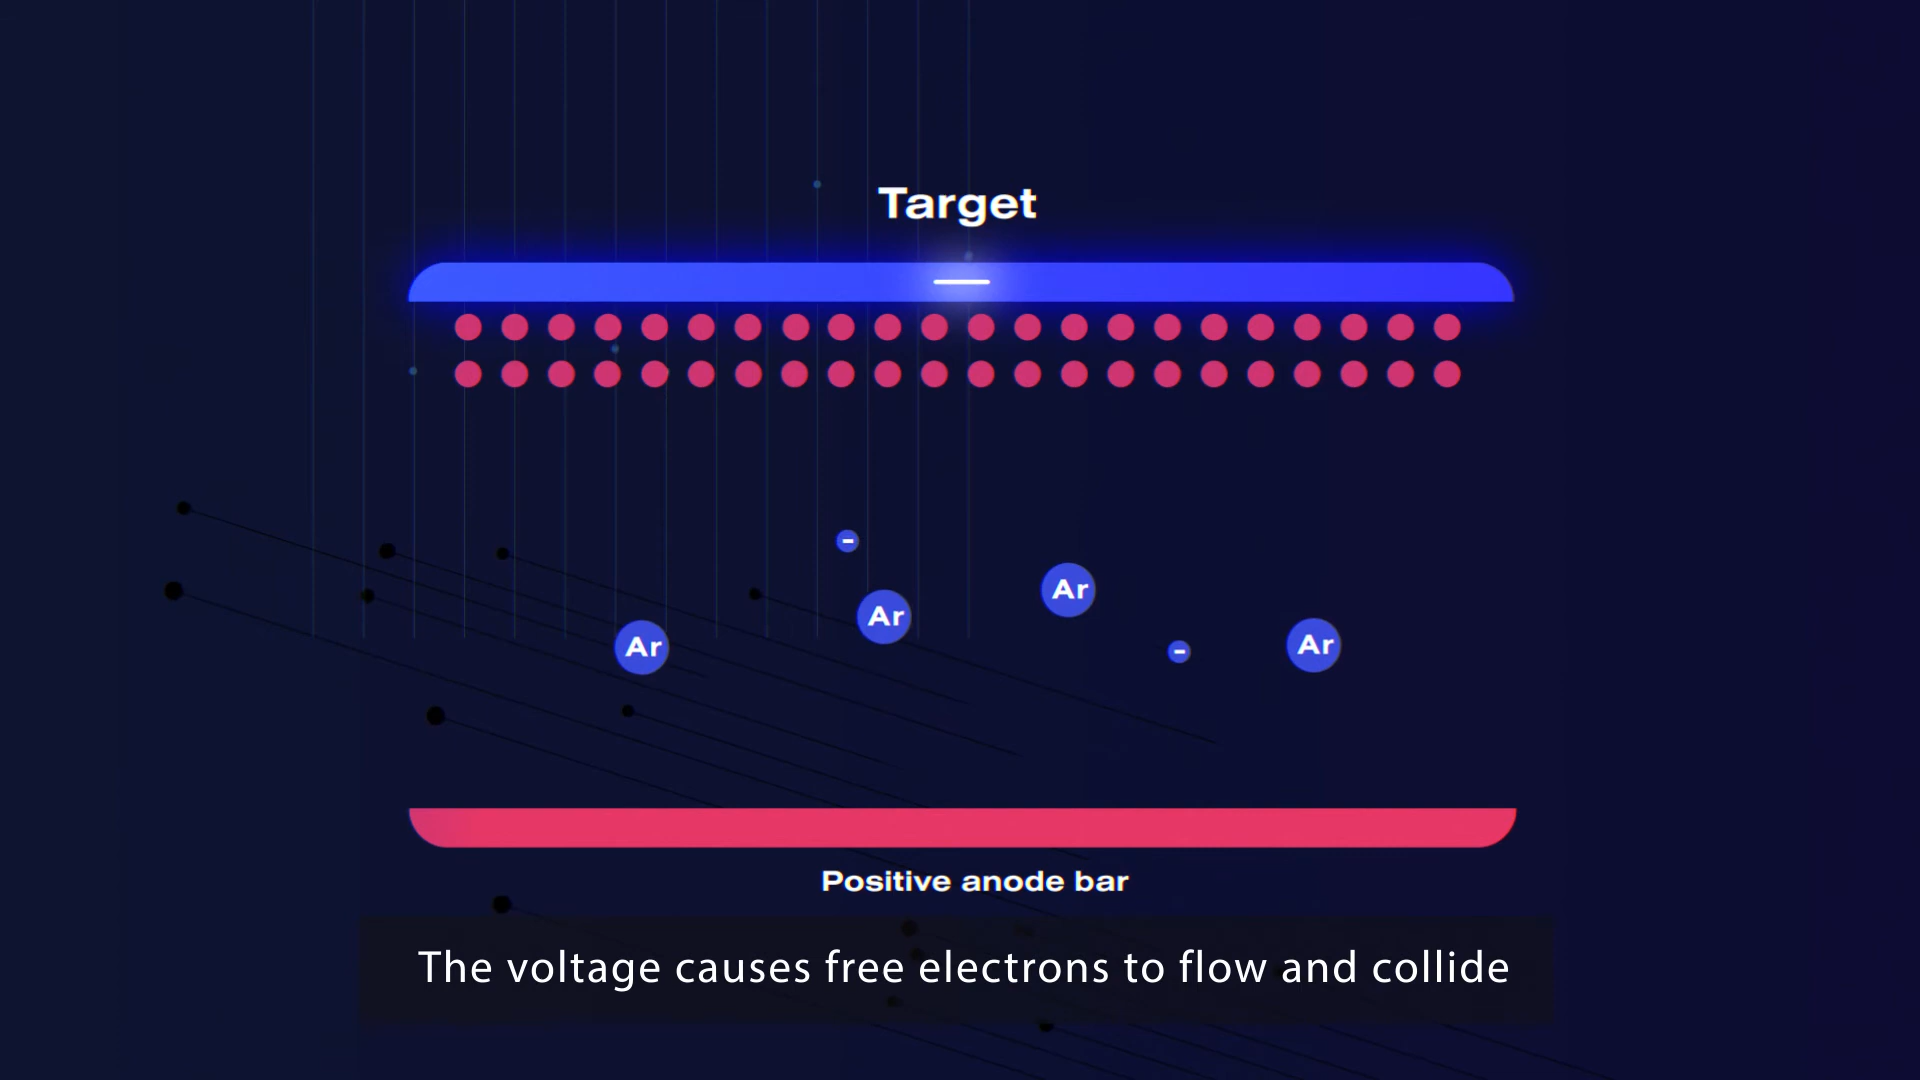 Target
-
Ar
Ar
Ar
-
Ar
Positive anode bar
The voltage causes free electrons to flow and collide